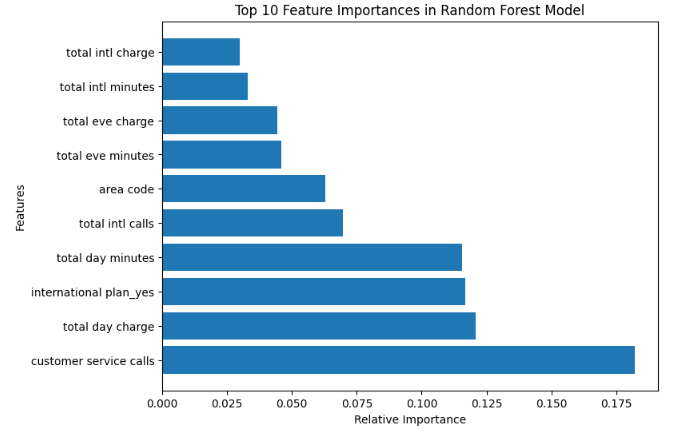 Top 10 Feature Importances in Random Forest Model
total intl charge
total intl minutes
total eve charge
total eve minutes
area code
total intl calls
total day minutes
international plan_yes
total day charge
customer service calls
Features
0.000 0.025 0.050 0.075 0.100 0.125 0.150 0.175
Relative Importance